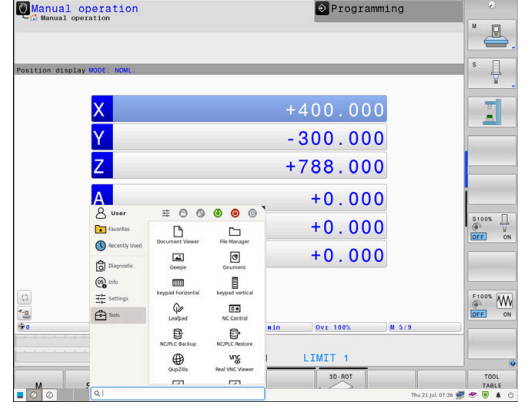 Manual operation
Programming
Manual operation
Position display MODE: NOML.
X +400.000
Y -300.000
Z +788.000
A +0.000
+0.000
+0.000
M
S
S100%
OFF ON
F100%
OFF ON
User
Favorites
Recently Used
Diagnostic
Info
Settings
Tools
Document Viewer
File Manager
Geeqie
Gnumeric
keypad horizontal
keypad vertical
Leafpad
NC Control
NC/PLC Backup
NC/PLC Restore
QupZilla
Real VNC Viewer
0
min
Ovr 100%
M 5/9
LIMIT 1
M
3D-ROT
TOOL
TABLE
Thu 21 Jul, 07:36